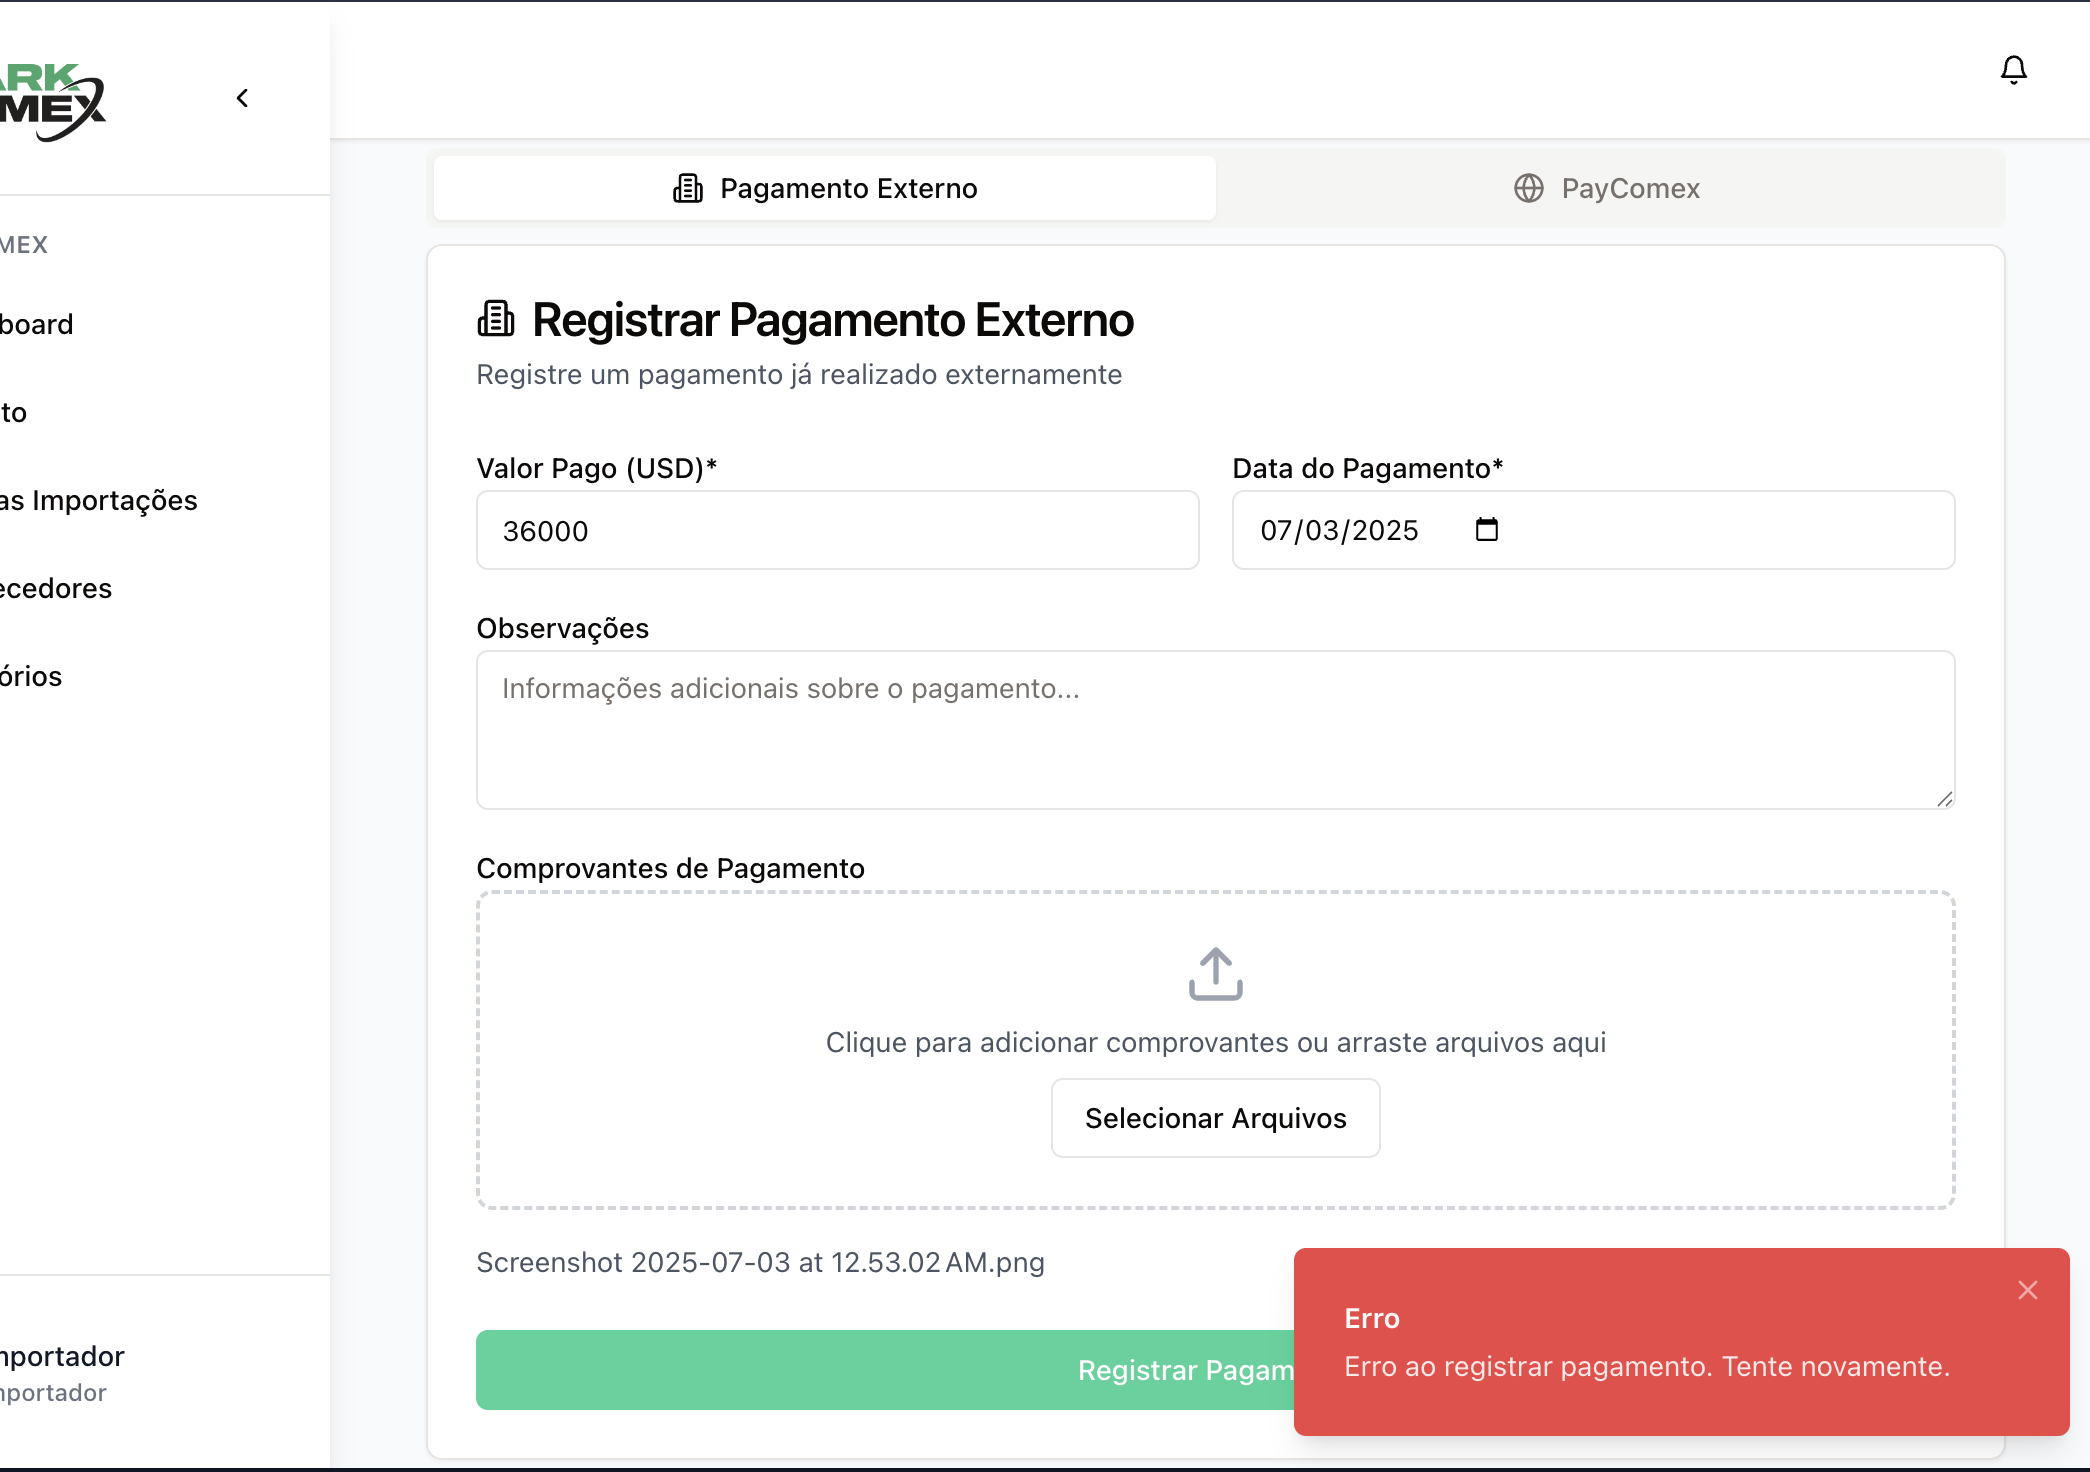 ARK
MEX
Pagamento Externo
PayComex
MEX
board
to
as Importações
ecedores
órios
Registrar Pagamento Externo
Registre um pagamento já realizado externamente
Valor Pago (USD)*
Data do Pagamento*
36000
07/03/2025
Observações
Informações adicionais sobre o pagamento...
Comprovantes de Pagamento
Clique para adicionar comprovantes ou arraste arquivos aqui
Selecionar Arquivos
Screenshot 2025-07-03 at 12.53.02 AM.png
Registrar Pagam
Erro
Erro ao registrar pagamento. Tente novamente.
mportador
mportador